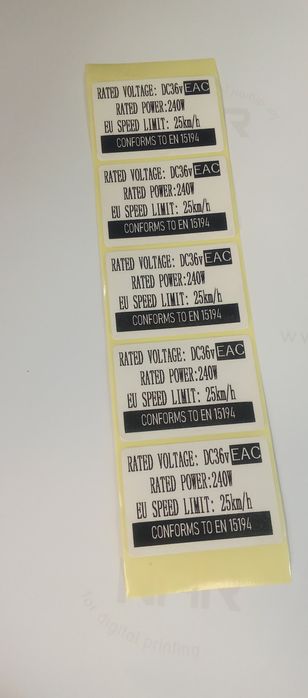 RATED VOLTAGE: DC36v EAC
RATED POWER:240W
EU SPEED LIMIT: 25km/h
CONFORMS TO EN 15194
RATED VOLTAGE: DC36v EAC
RATED POWER:240W
EU SPEED LIMIT: 25km/h
CONFORMS TO EN 15194
RATED VOLTAGE: DC36v EAC
RATED POWER:240W
EU SPEED LIMIT: 25km/h
CONFORMS TO EN 15194
RATED VOLTAGE: DC36v EAC
RATED POWER:240W
EU SPEED LIMIT: 25km/h
CONFORMS TO EN 15194
RATED VOLTAGE: DC36v EAC
RATED POWER:240W
EU SPEED LIMIT: 25km/h
CONFORMS TO EN 15194
for digital printing